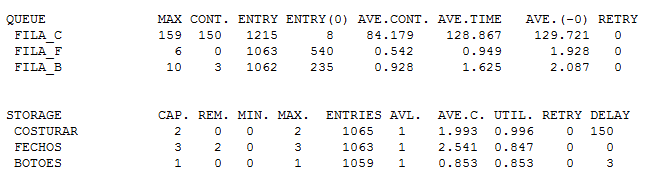 QUEUE MAX CONT. ENTRY ENTRY(0) AVE.CONT. AVE.TIME AVE.(-0) RETRY
FILA_C 159 150 1215 8 84.179 128.867 129.721 0
FILA_F 6 0 1063 540 0.542 0.949 1.928 0
FILA_B 10 3 1062 235 0.928 1.625 2.087 0
STORAGE CAP. REM. MIN. MAX. ENTRIES AVL. AVE.C. UTIL. RETRY DELAY
COSTURAR 2 0 0 2 1065 1 1.993 0.996 0 150
FECHOS 3 2 0 3 1063 1 2.541 0.847 0 0
BOTOES 1 0 0 1 1059 1 0.853 0.853 0 3